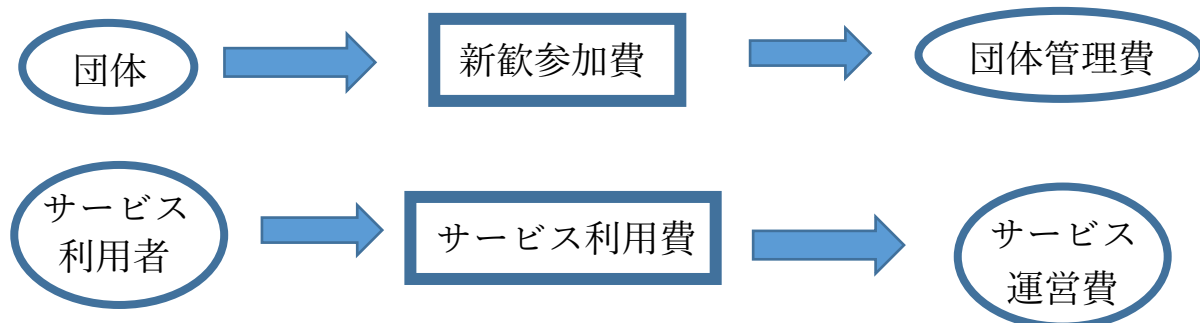 団体
新歓参加費
団体管理費
サービス
利用者
サービス利用費
サービス
運営費